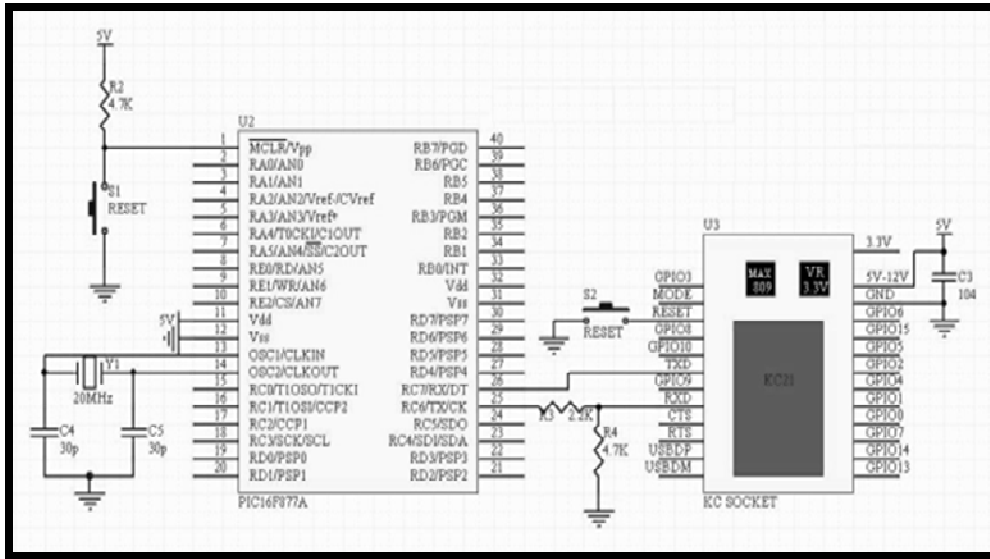 5V
R2
4.7K
S1
RESET
U2
1 MCLR/Vpp RB7/PGD 40
2 RA0/AN0 RB6/PGC 39
3 RA1/AN1 RB5 38
4 RA2/AN2/Vref-/CVref RB4 37
5 RA3/AN3/Vref+ RB3/PGM 36
6 RA4/T0CKI/C1OUT RB2 35
7 RA5/AN4/SS/C2OUT RB1 34
8 RE0/RD/AN5 RB0/INT 33
9 RE1/WR/AN6 Vdd 32
10 RE2/CS/AN7 Vss 31
11 Vdd RD7/PSP7 30
12 Vss RD6/PSP6 29
13 OSC1/CLKIN RD5/PSP5 28
14 OSC2/CLKOUT RD4/PSP4 27
15 RC0/T1OSO/T1CKI RC7/RX/DT 26
16 RC1/T1OSI/CCP2 RC6/TX/CK 25
17 RC2/CCP1 RC5/SDO 24
18 RC3/SCK/SCL RC4/SDI/SDA 23
19 RD0/PSP0 RD3/PSP3 22
20 RD1/PSP1 RD2/PSP2 21
PIC16F877A
5V
Y1
20MHz
C4
30p
C5
30p
S2
RESET
R3 2.2K
R4
4.7K
U3
3.3V
GPIO3 5V-12V
MODE GND
RESET GPIO6
GPIO8 GPIO15
GPIO10 GPIO5
TXD GPIO2
GPIO9 GPIO4
RXD GPIO1
CTS GPIO0
RTS GPIO7
USBDP GPIO14
USBDM GPIO13
MAX
809
VR
3.3V
KC21
KC SOCKET
5V
C3
104